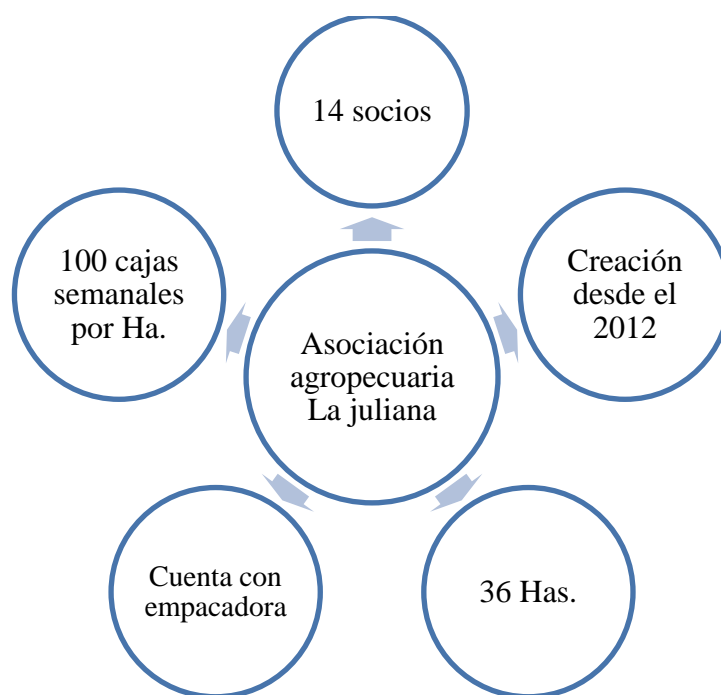 14 socios
100 cajas
semanales
por Ha.
Creación
desde el
2012
Asociación
agropecuaria
La juliana
Cuenta con
empacadora
36 Has.